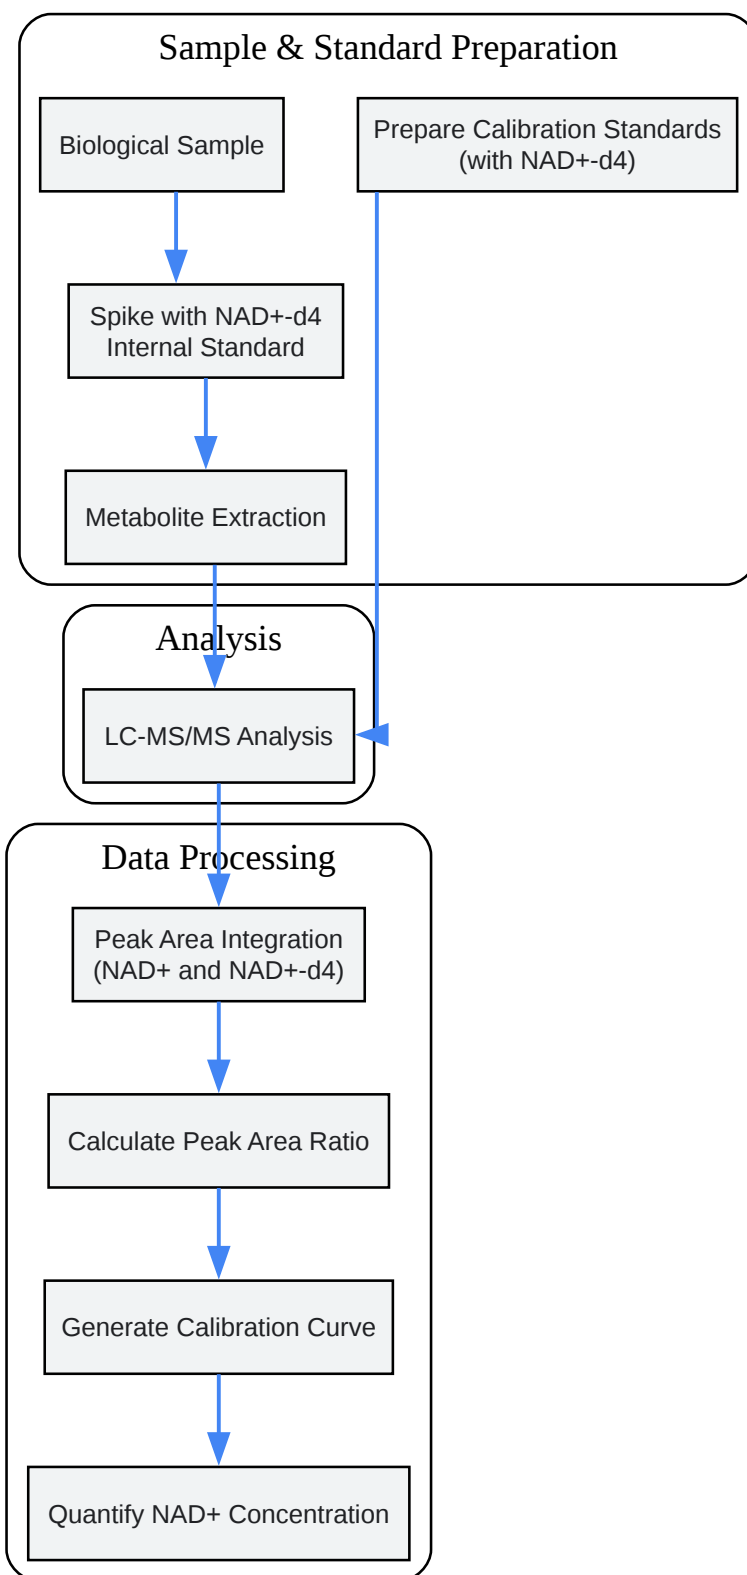 Sample & Standard Preparation
Biological Sample
Prepare Calibration Standards
(with NAD+-d4)
Spike with NAD+-d4
Internal Standard
Metabolite Extraction
Analysis
LC-MS/MS Analysis
Data Processing
Peak Area Integration
(NAD+ and NAD+-d4)
Calculate Peak Area Ratio
Generate Calibration Curve
Quantify NAD+ Concentration